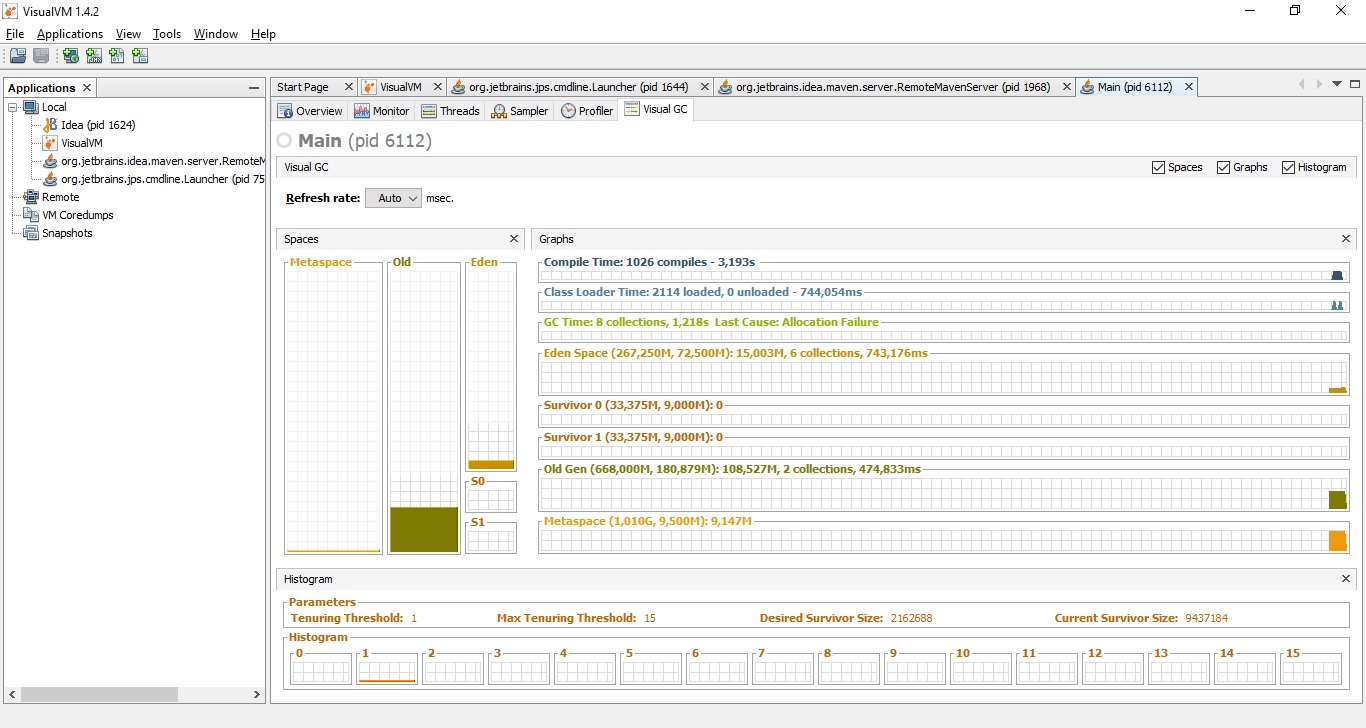 VisualVM 1.4.2
File Applications View Tools Window Help
Applications
Local
Idea (pid 1624)
VisualVM
org.jetbrains.idea.maven.server.RemoteM
org.jetbrains.jps.cmdline.Launcher (pid 75
Remote
VM Coredumps
Snapshots
Start Page VisualVM org.jetbrains.jps.cmdline.Launcher (pid 1644) org.jetbrains.idea.maven.server.RemoteMavenServer (pid 1968) Main (pid 6112)
Overview Monitor Threads Sampler Profiler Visual GC
Main (pid 6112)
Visual GC Spaces Graphs Histogram
Refresh rate: Auto msec.
Spaces
Metaspace Old Eden
S0
S1
Graphs
Compile Time: 1026 compiles - 3,193s
Class Loader Time: 2114 loaded, 0 unloaded - 744,054ms
GC Time: 8 collections, 1,218s Last Cause: Allocation Failure
Eden Space (267,250M, 72,500M): 15,003M, 6 collections, 743,176ms
Survivor 0 (33,375M, 9,000M): 0
Survivor 1 (33,375M, 9,000M): 0
Old Gen (668,000M, 180,879M): 108,527M, 2 collections, 474,833ms
Metaspace (1,010G, 9,500M): 9,147M
Histogram
Parameters
Tenuring Threshold: 1 Max Tenuring Threshold: 15 Desired Survivor Size: 2162688 Current Survivor Size: 9437184
Histogram
0 1 2 3 4 5 6 7 8 9 10 11 12 13 14 15